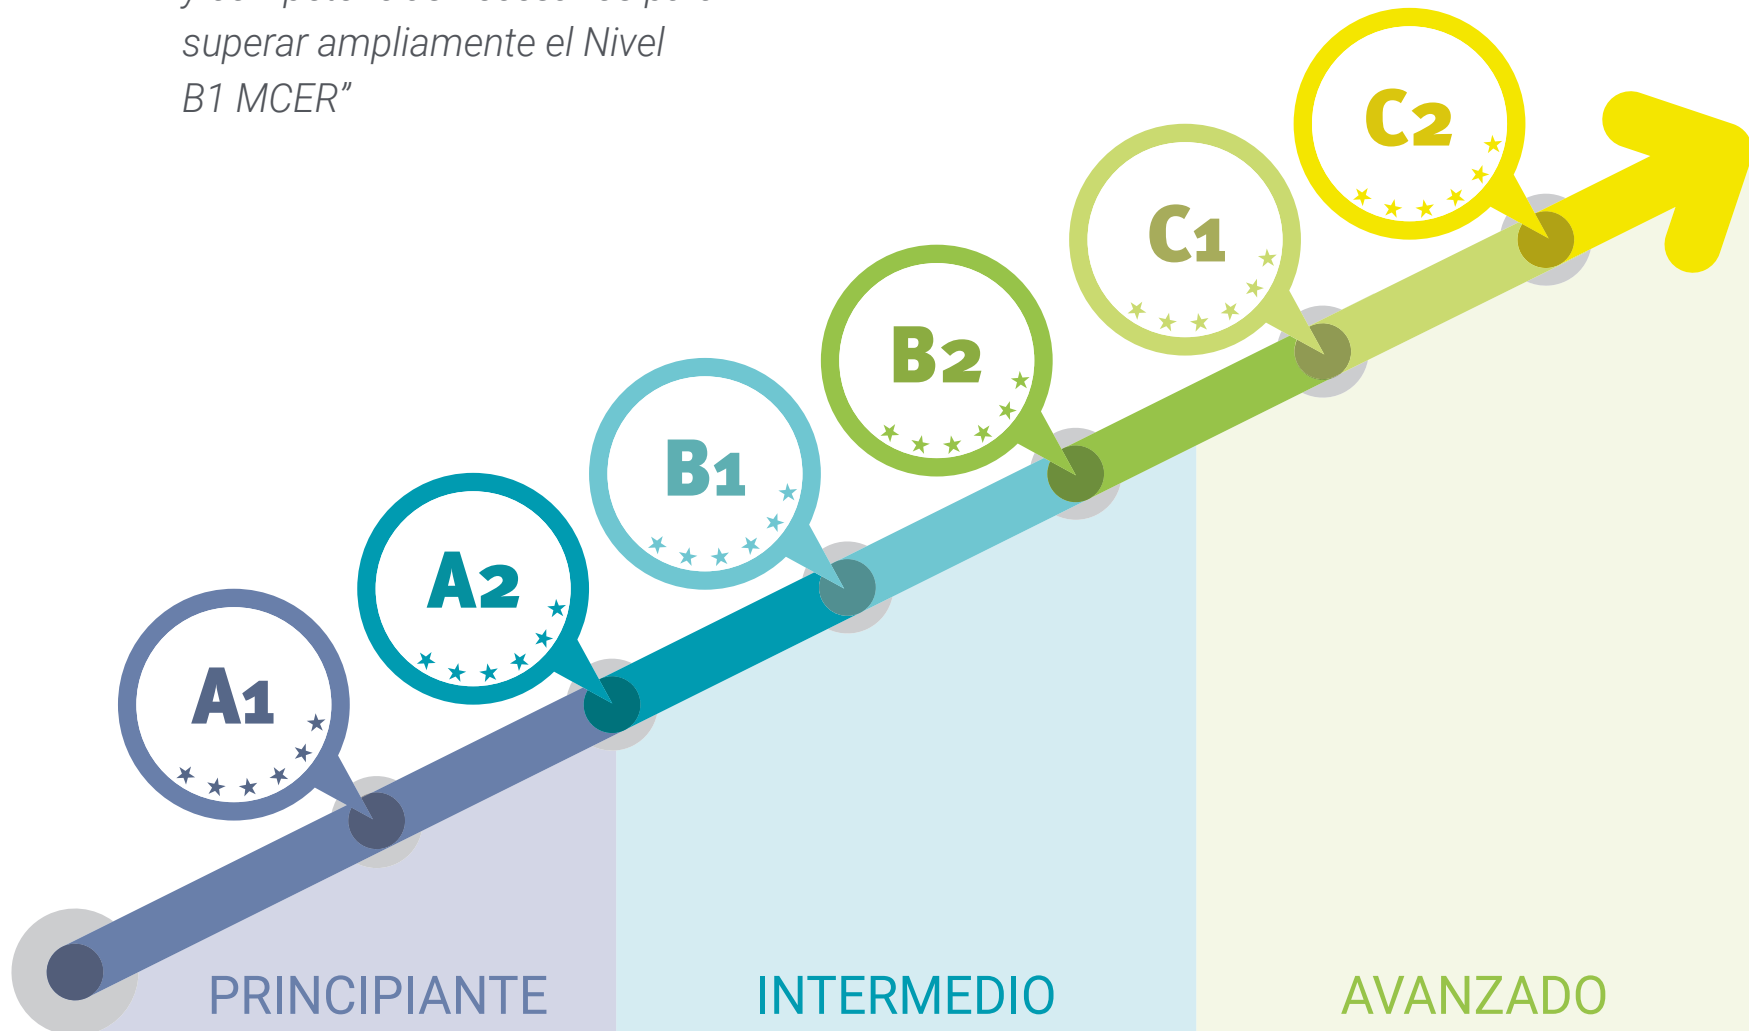 superar ampliamente el Nivel
B1 MCER”
C2
C1
B2
B1
A2
A1
PRINCIPIANTE INTERMEDIO AVANZADO